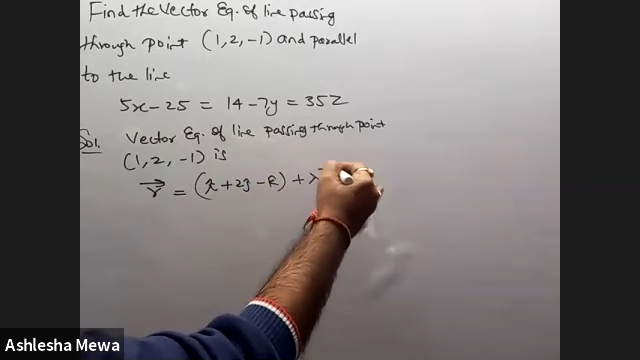 Find the Vector Eq. of line passing
through point (1, 2, -1) and parallel
to the line
5x - 25 = 14 - 7y = 35Z
Sol. Vector Eq. of line passing through point
(1, 2, -1) is
r⃗ = (î + 2ĵ - k̂) + λ
Ashlesha Mewa